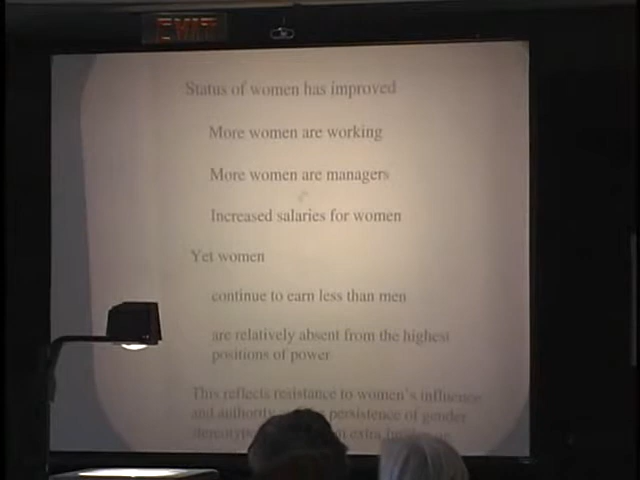 EXIT
Status of women has improved
More women are working
More women are managers
Increased salaries for women
Yet women
continue to earn less than men
are relatively absent from the highest
positions of power
This reflects resistance to women's influence
and authority persistence of gender
extra